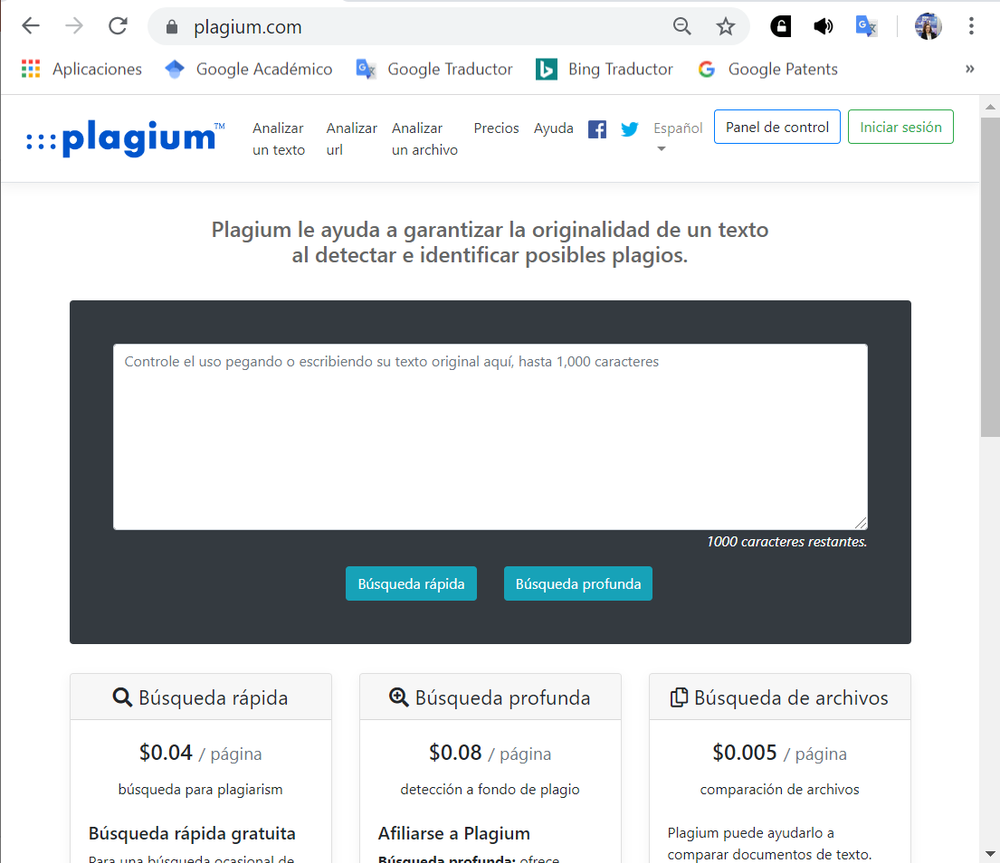 plagium.com
Aplicaciones Google Académico Google Traductor Bing Traductor Google Patents »
:::plagium™
Analizar un texto
Analizar url
Analizar un archivo
Precios
Ayuda
Español
Panel de control
Iniciar sesión
Plagium le ayuda a garantizar la originalidad de un texto
al detectar e identificar posibles plagios.
Controle el uso pegando o escribiendo su texto original aquí, hasta 1,000 caracteres
1000 caracteres restantes.
Búsqueda rápida Búsqueda profunda
Búsqueda rápida
$0.04 / página
búsqueda para plagiarism
Búsqueda rápida gratuita
Para una búsqueda ocasional de
Búsqueda profunda
$0.08 / página
detección a fondo de plagio
Afiliarse a Plagium
Búsqueda profunda: ofrece
Búsqueda de archivos
$0.005 / página
comparación de archivos
Plagium puede ayudarlo a
comparar documentos de texto.